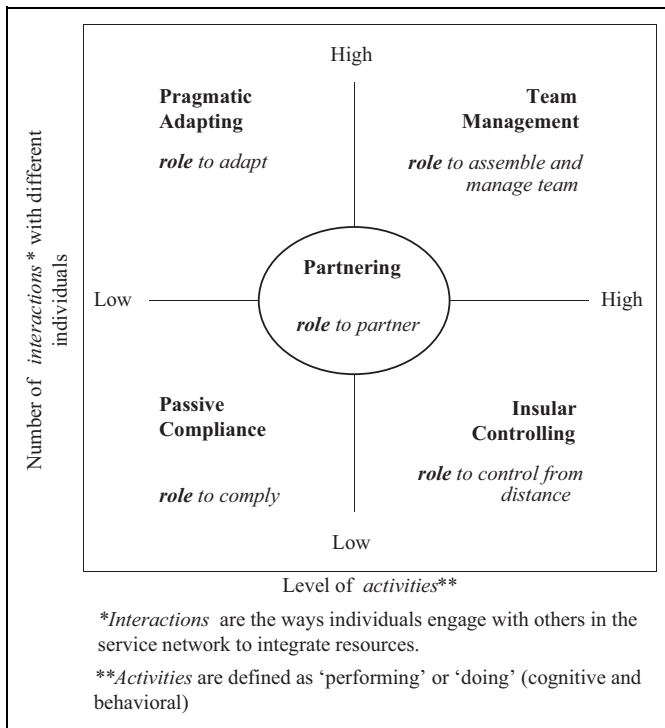 High
Pragmatic
Adapting
role to adapt
Team
Management
role to assemble and
manage team
Number of interactions* with different
individuals
Partnering
role to partner
Low
High
Passive
Compliance
role to comply
Insular
Controlling
role to control from
distance
Low
Level of activities**
*Interactions are the ways individuals engage with others in the
service network to integrate resources.
**Activities are defined as ‘performing’ or ‘doing’ (cognitive and
behavioral)